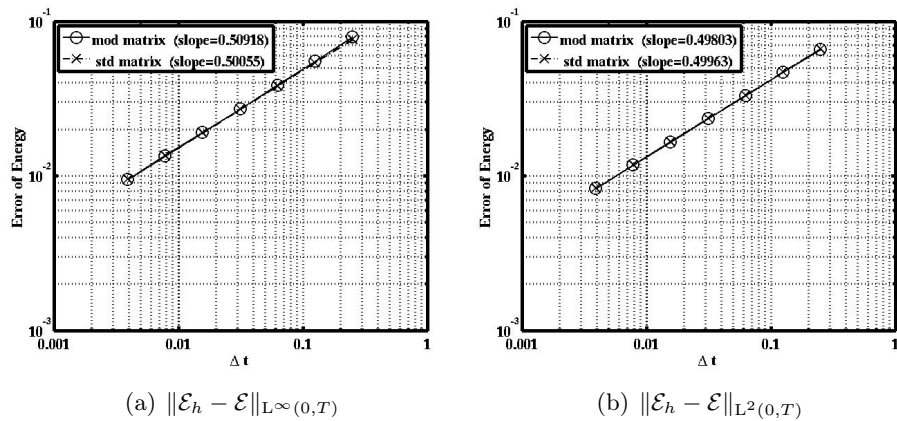 10^-1
mod matrix (slope=0.50918)
std matrix (slope=0.50055)
10^-2
10^-3
Error of Energy
0.001 0.01 0.1 1
Δ t
(a) ‖ℰ_h − ℰ‖_{L^∞(0,T)}
10^-1
mod matrix (slope=0.49803)
std matrix (slope=0.49963)
10^-2
10^-3
Error of Energy
0.001 0.01 0.1 1
Δ t
(b) ‖ℰ_h − ℰ‖_{L^2(0,T)}